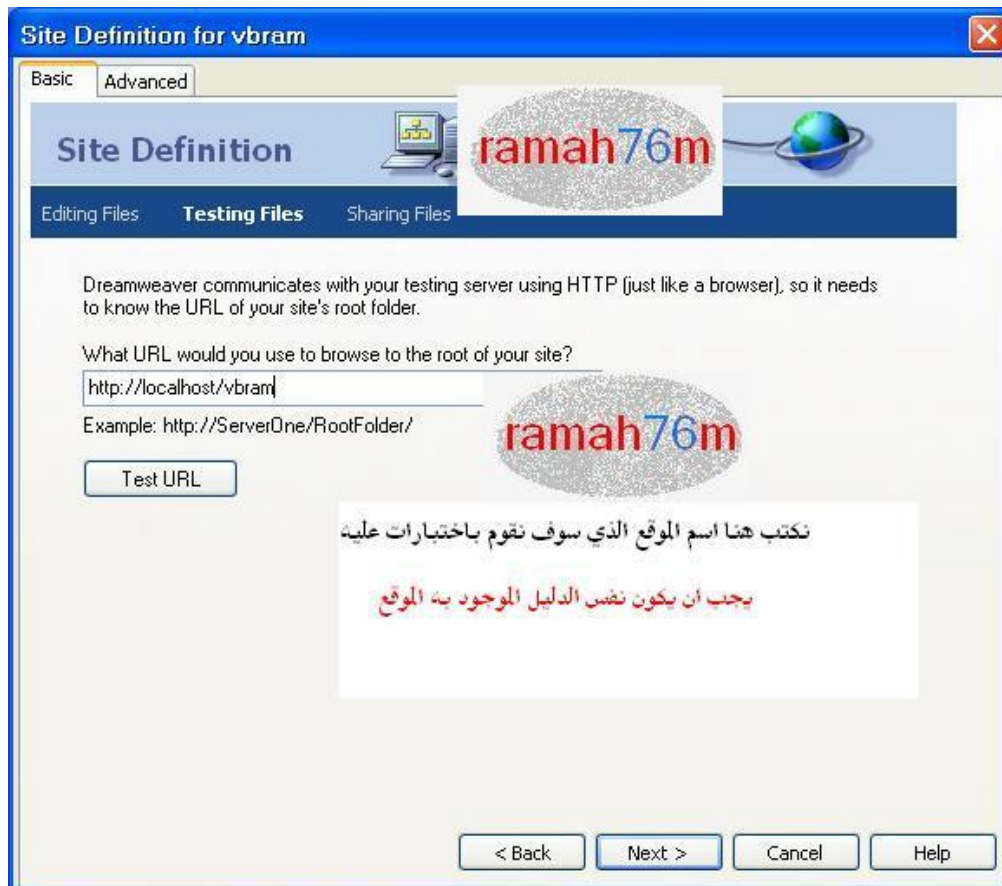 Site Definition for vbram
Basic Advanced
Site Definition
ramah76m
Editing Files Testing Files Sharing Files
Dreamweaver communicates with your testing server using HTTP (just like a browser), so it needs
to know the URL of your site's root folder.
What URL would you use to browse to the root of your site?
http://localhost/vbram
Example: http://ServerOne/RootFolder/
ramah76m
Test URL
نكتب هنا اسم الموقع الذي سوف نقوم باختبارات عليه
يجب ان يكون نفس الدليل الموجود به الموقع
< Back Next > Cancel Help